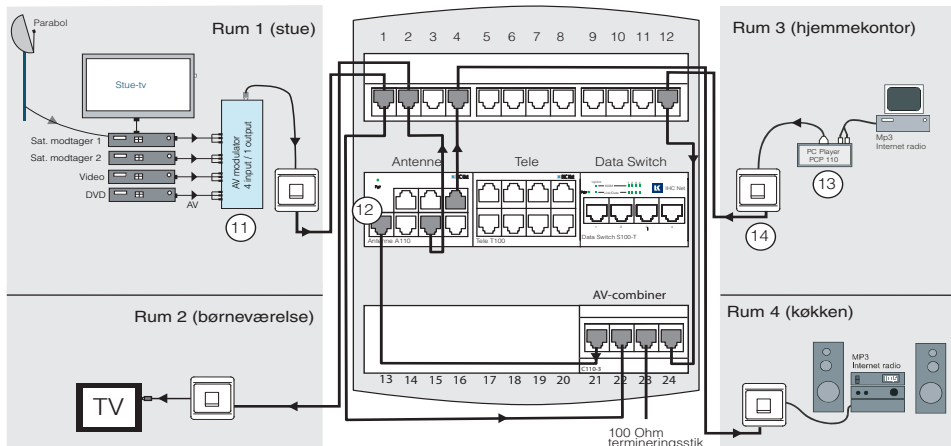 Parabol
Rum 1 (stue)
Stue-tv
Sat. modtager 1
Sat. modtager 2
Video
DVD
AV
AV modulator
4 input / 1 output
11
Rum 2 (børneværelse)
TV
1 2 3 4 5 6 7 8 9 10 11 12
Antenne
Tele
Data Switch
12
IHC Net
IHC Net
IHC Net
Antenne A110
Tele T100
Data Switch S100-T
AV-combiner
C110-3
13 14 15 16 17 18 19 20 21 22 23 24
100 Ohm
termineringsstik
Rum 3 (hjemmekontor)
Mp3
Internet radio
PC Player
PCP 110
13
14
Rum 4 (køkken)
MP3
Internet radio